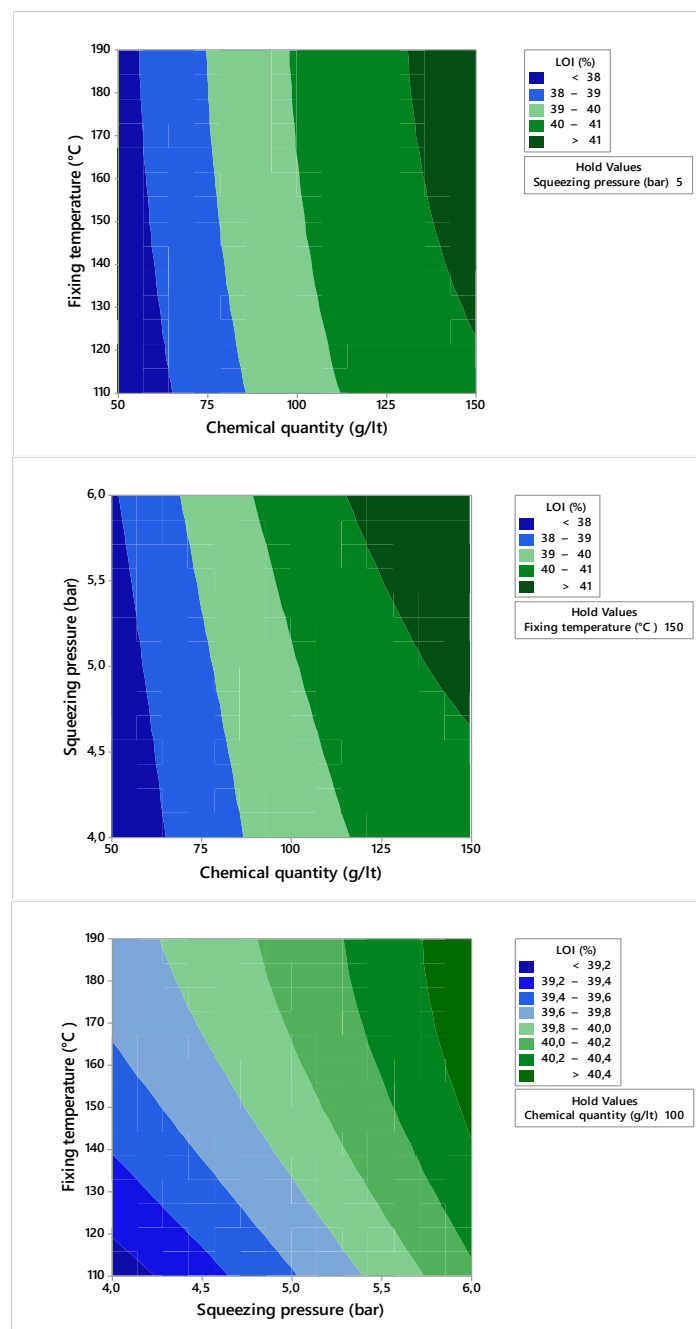 190
180
170
160
150
140
130
120
110
Fixing temperature (°C )
50
75
100
125
150
Chemical quantity (g/lt)
LOI (%)
< 38
38 – 39
39 – 40
40 – 41
> 41
Hold Values
Squeezing pressure (bar) 5
6,0
5,5
5,0
4,5
4,0
Squeezing pressure (bar)
50
75
100
125
150
Chemical quantity (g/lt)
LOI (%)
< 38
38 – 39
39 – 40
40 – 41
> 41
Hold Values
Fixing temperature (°C ) 150
190
180
170
160
150
140
130
120
110
Fixing temperature (°C )
4,0
4,5
5,0
5,5
6,0
Squeezing pressure (bar)
LOI (%)
< 39,2
39,2 – 39,4
39,4 – 39,6
39,6 – 39,8
39,8 – 40,0
40,0 – 40,2
40,2 – 40,4
> 40,4
Hold Values
Chemical quantity (g/lt) 100